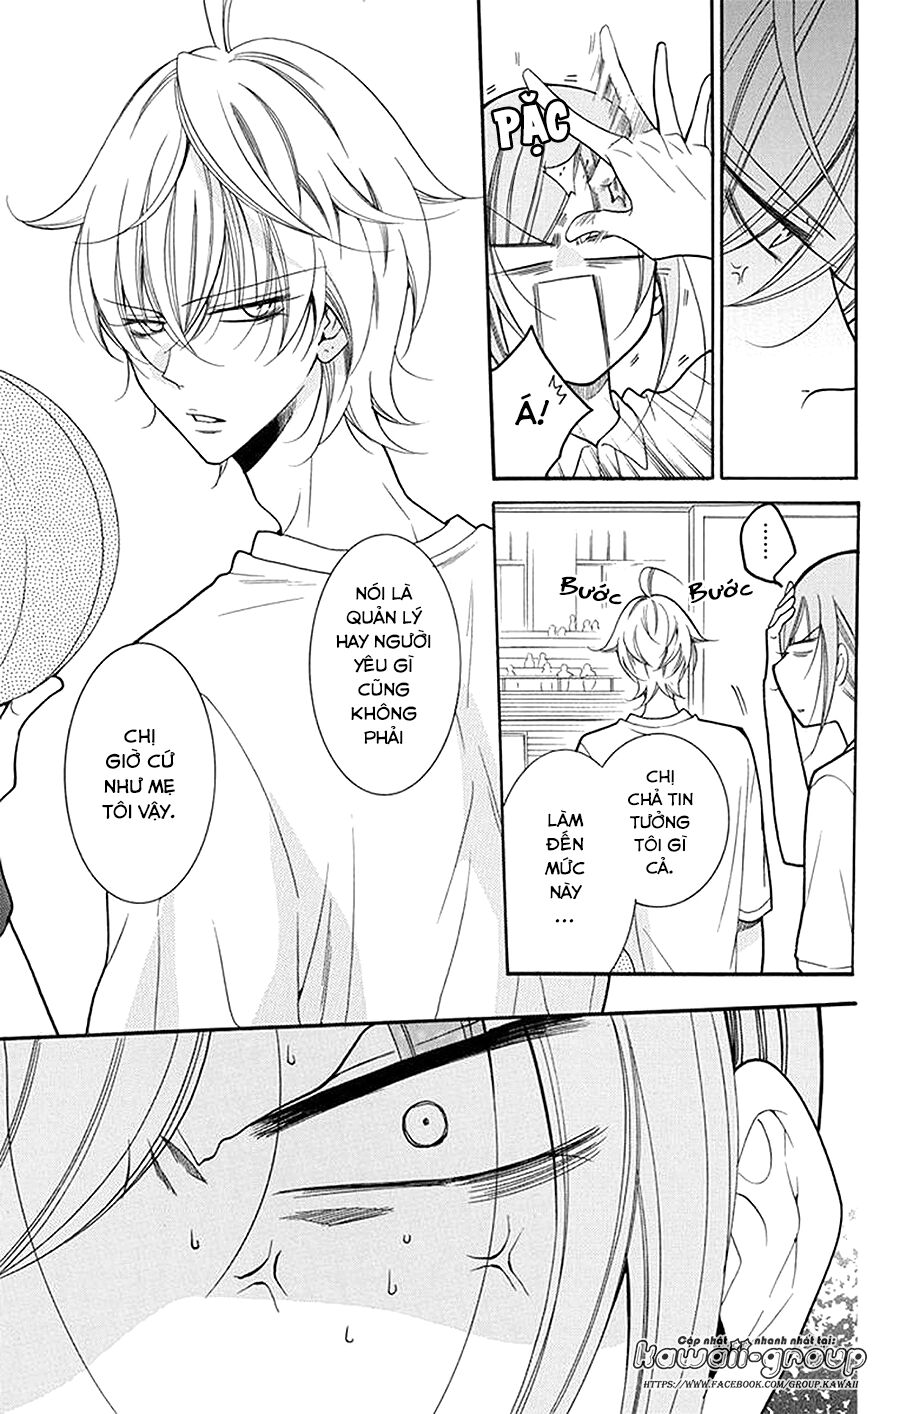 PẶC
Á!
......
BƯỚC
BƯỚC
CHỊ
CHẢ TIN
TƯỞNG
TÔI GÌ
CẢ.
LÀM
ĐẾN
MỨC
NÀY
...
NÓI LÀ
QUẢN LÝ
HAY NGƯỜI
YÊU GÌ
CŨNG
KHÔNG
PHẢI
CHỊ
GIỜ CỨ
NHƯ MẸ
TÔI VẬY.
Cập nhật nhanh nhất tại:
kawaii-group
HTTPS://WWW.FACEBOOK.COM/GROUP.KAWAII